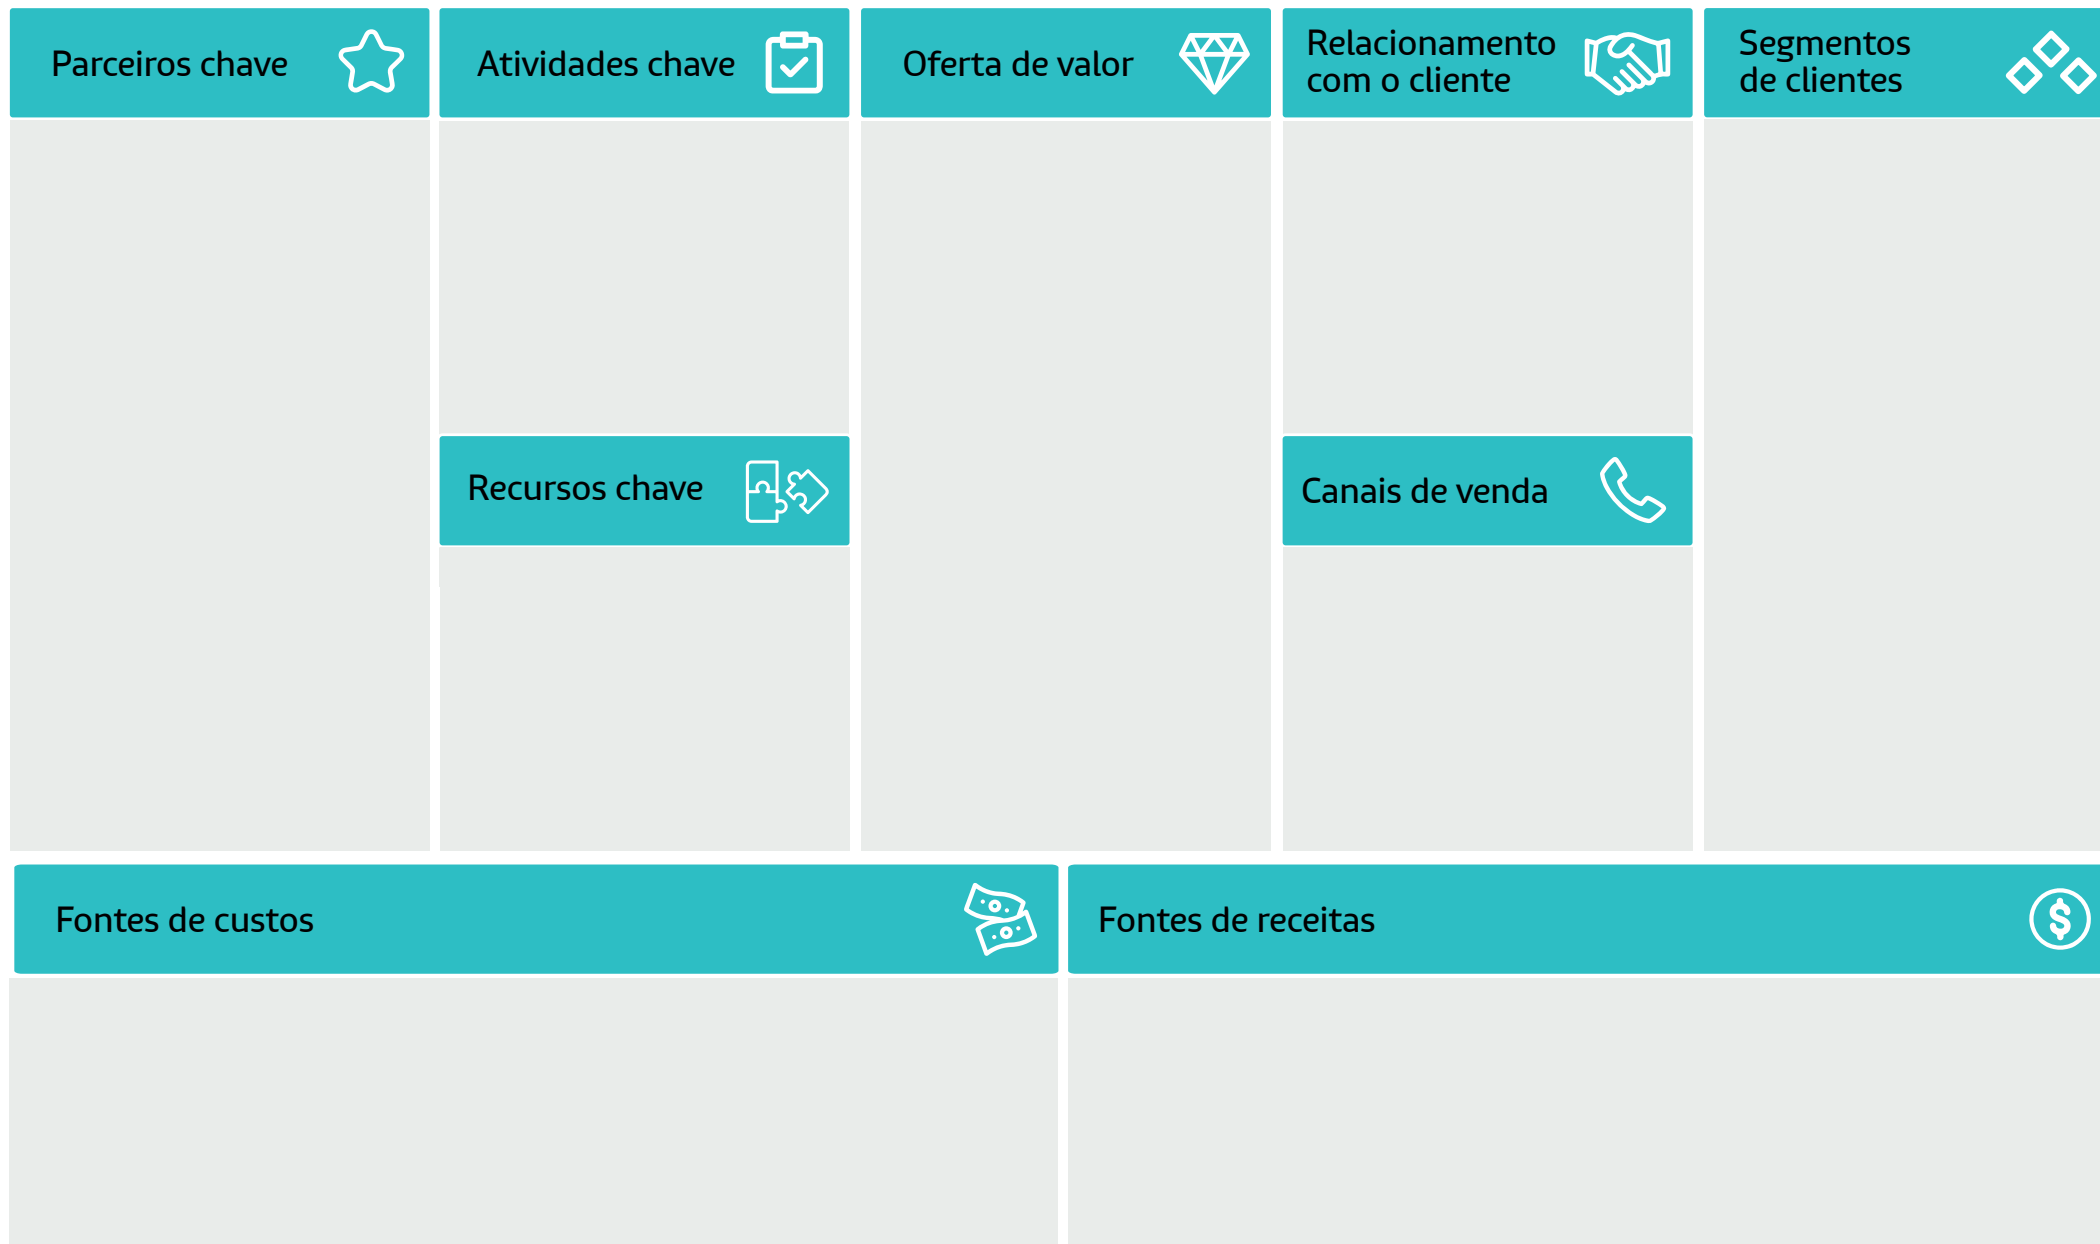 Parceiros chave
Atividades chave
Oferta de valor
Relacionamento
com o cliente
Segmentos
de clientes
Recursos chave
Canais de venda
Fontes de custos
Fontes de receitas